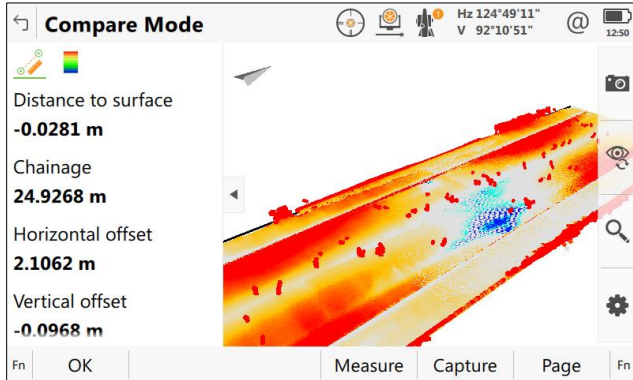 Compare Mode
1
Hz 124°49'11"
V 92°10'51"
@
12:50
Distance to surface
-0.0281 m
Chainage
24.9268 m
Horizontal offset
2.1062 m
Vertical offset
-0.0968 m
Fn OK Measure Capture Page Fn